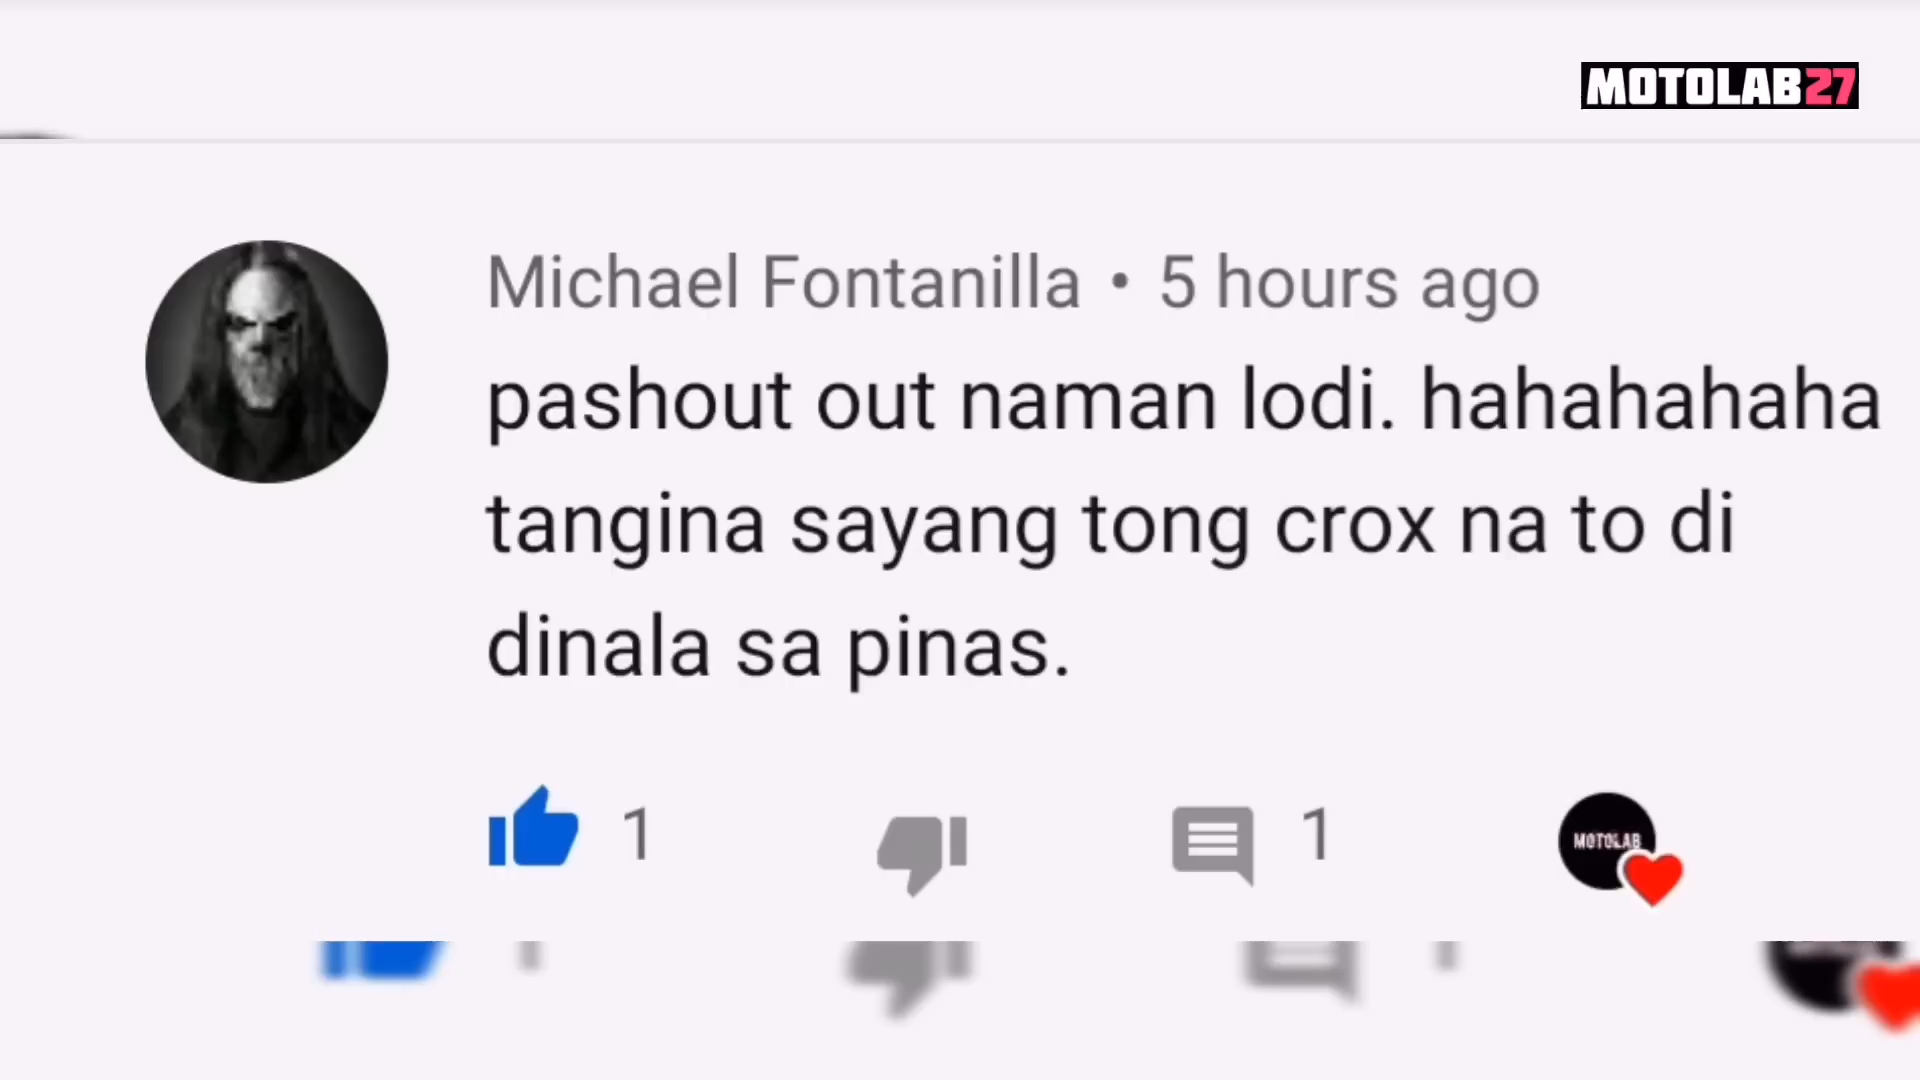 MOTOLAB27
Michael Fontanilla • 5 hours ago
pashout out naman lodi. hahahahaha
tangina sayang tong crox na to di
dinala sa pinas.
1 1 MOTOLAB